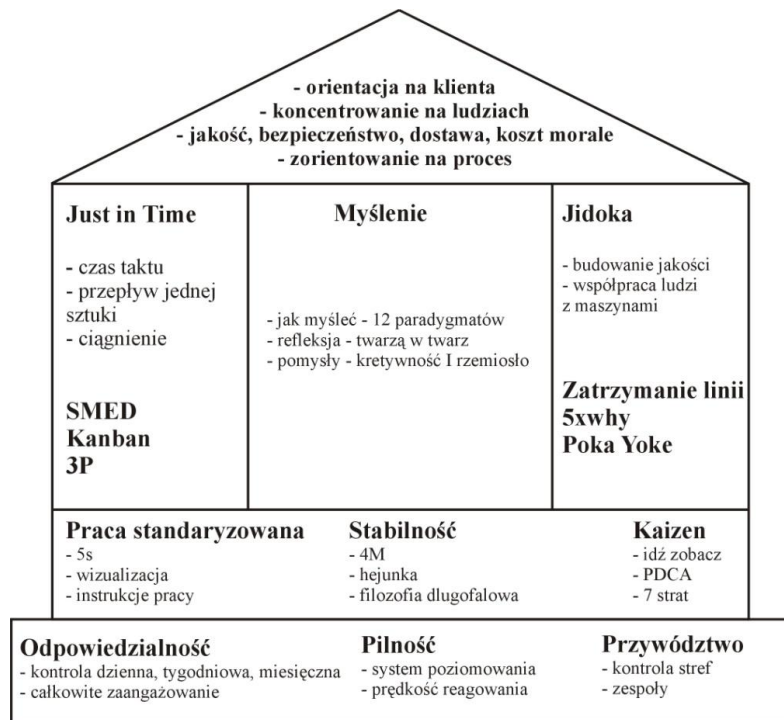 - orientacja na klienta
- koncentrowanie na ludziach
- jakość, bezpieczeństwo, dostawa, koszt morale
- zorientowanie na proces
Just in Time
- czas taktu
- przepływ jednej
sztuki
- ciągnienie
SMED
Kanban
3P
Myślenie
- jak myśleć - 12 paradygmatów
- refleksja - twarzą w twarz
- pomysły - kretywność I rzemiosło
Jidoka
- budowanie jakości
- współpraca ludzi
z maszynami
Zatrzymanie linii
5xwhy
Poka Yoke
Praca standaryzowana
- 5s
- wizualizacja
- instrukcje pracy
Stabilność
- 4M
- hejunka
- filozofia dlugofalowa
Kaizen
- idź zobacz
- PDCA
- 7 strat
Odpowiedzialność
- kontrola dzienna, tygodniowa, miesięczna
- całkowite zaangażowanie
Pilność
- system poziomowania
- prędkość reagowania
Przywództwo
- kontrola stref
- zespoły